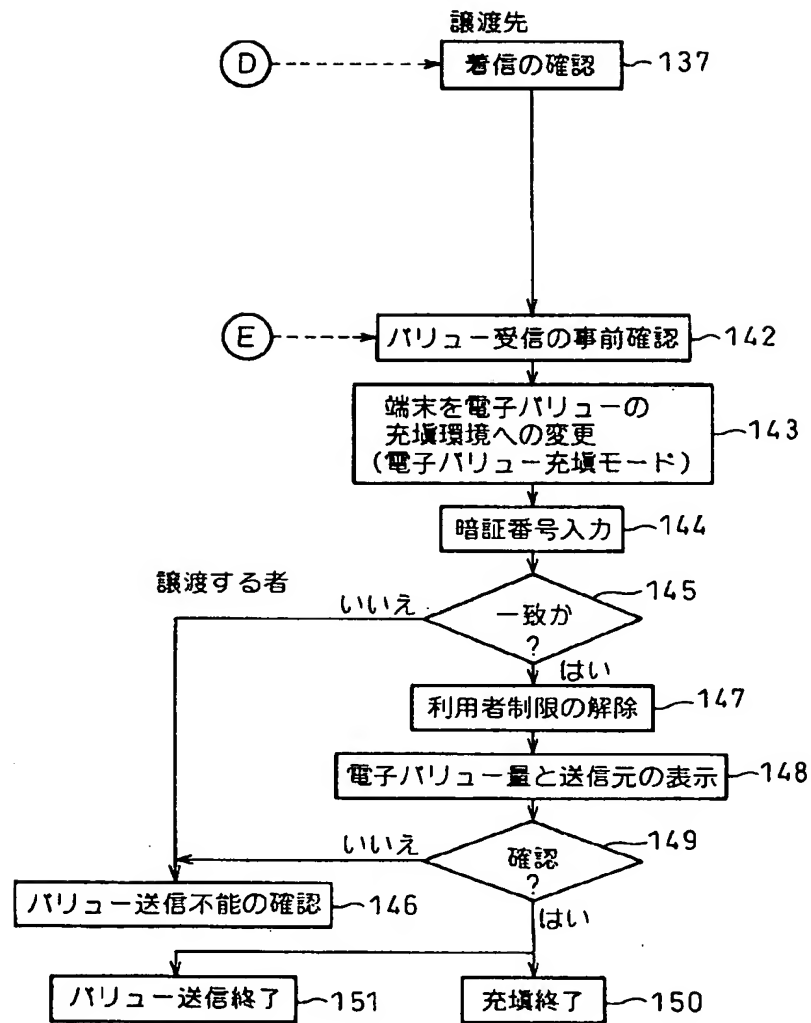 譲渡先
D
着信の確認
137
E
バリュー受信の事前確認
142
端末を電子バリューの
充塡環境への変更
(電子バリュー充塡モード)
143
暗証番号入力
144
譲渡する者
いいえ
一致か
?
145
はい
利用者制限の解除
147
電子バリュー量と送信元の表示
148
いいえ
確認
?
149
バリュー送信不能の確認
146
はい
バリュー送信終了
151
充塡終了
150